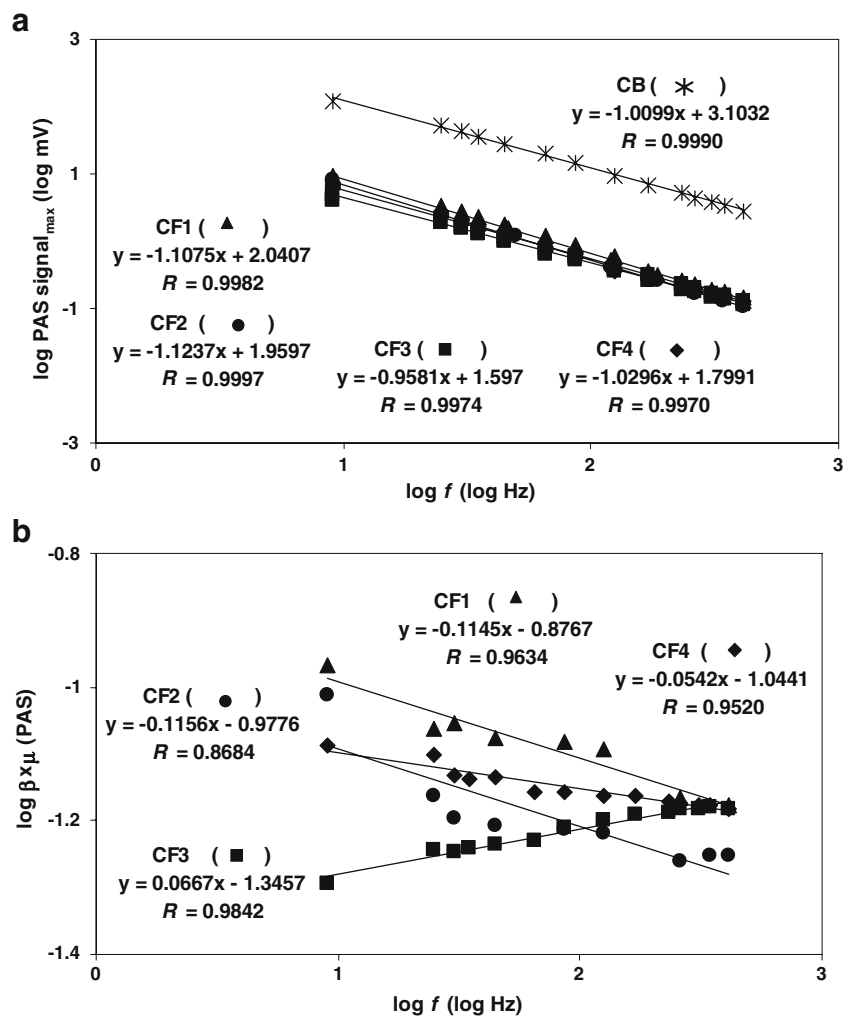 a
3
1
-1
-3
log PAS signal max (log mV)
CB ( )
y = -1.0099x + 3.1032
R = 0.9990
CF1 ( )
y = -1.1075x + 2.0407
R = 0.9982
CF2 ( )
y = -1.1237x + 1.9597
R = 0.9997
CF3 ( )
y = -0.9581x + 1.597
R = 0.9974
CF4 ( )
y = -1.0296x + 1.7991
R = 0.9970
0 1 2 3
log f (log Hz)
b
-0.8
-1
-1.2
-1.4
log βxμ (PAS)
CF1 ( )
y = -0.1145x - 0.8767
R = 0.9634
CF4 ( )
y = -0.0542x - 1.0441
R = 0.9520
CF2 ( )
y = -0.1156x - 0.9776
R = 0.8684
CF3 ( )
y = 0.0667x - 1.3457
R = 0.9842
0 1 2 3
log f (log Hz)